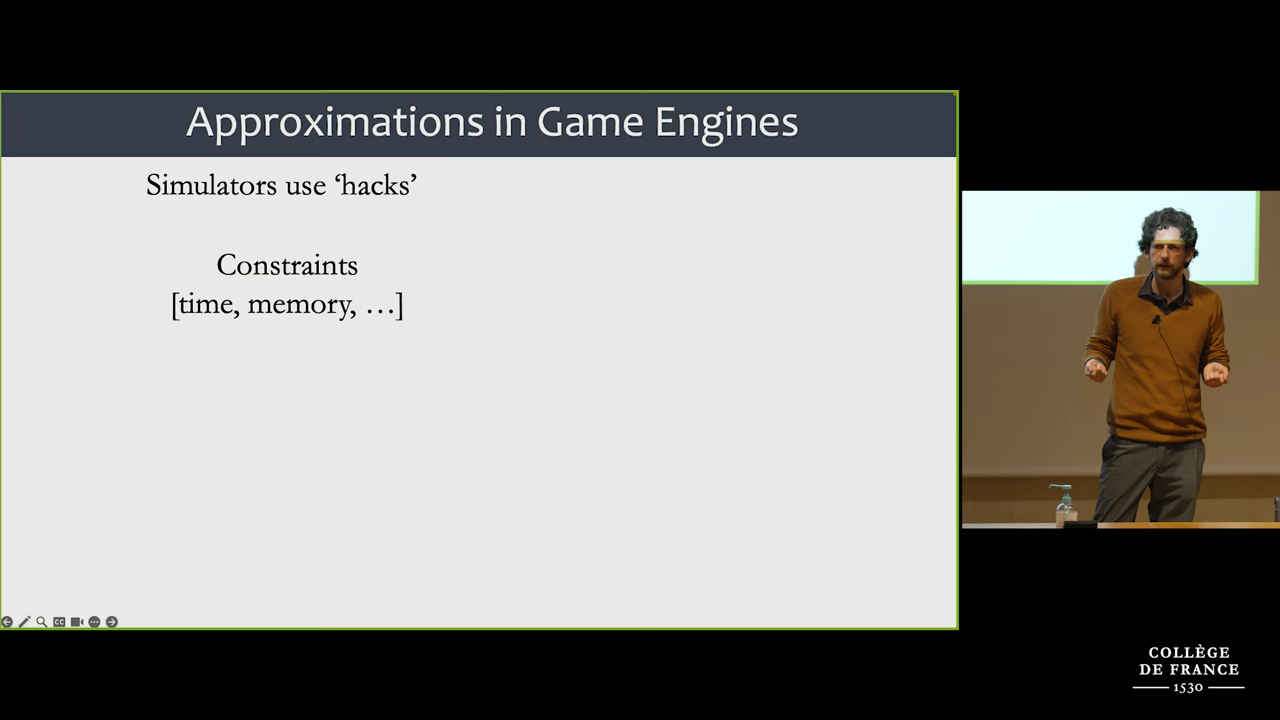 Approximations in Game Engines
Simulators use ‘hacks’
Constraints
[time, memory, …]
COLLÈGE
DE FRANCE
1530